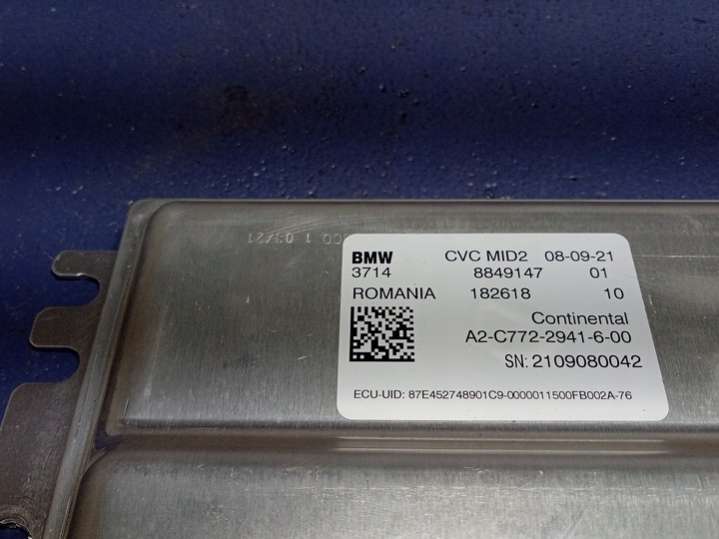 BMW CVC MID2 08-09-21
3714 8849147 01
ROMANIA 182618 10
Continental
A2-C772-2941-6-00
SN: 2109080042
ECU-UID: 87E452748901C9-0000011500FB002A-76